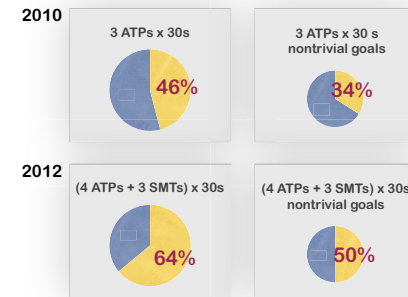 2010
3 ATPs x 30s
46%
3 ATPs x 30 s
nontrivial goals
34%
2012
(4 ATPs + 3 SMTs) x 30s
64%
(4 ATPs + 3 SMTs) x 30s
nontrivial goals
50%